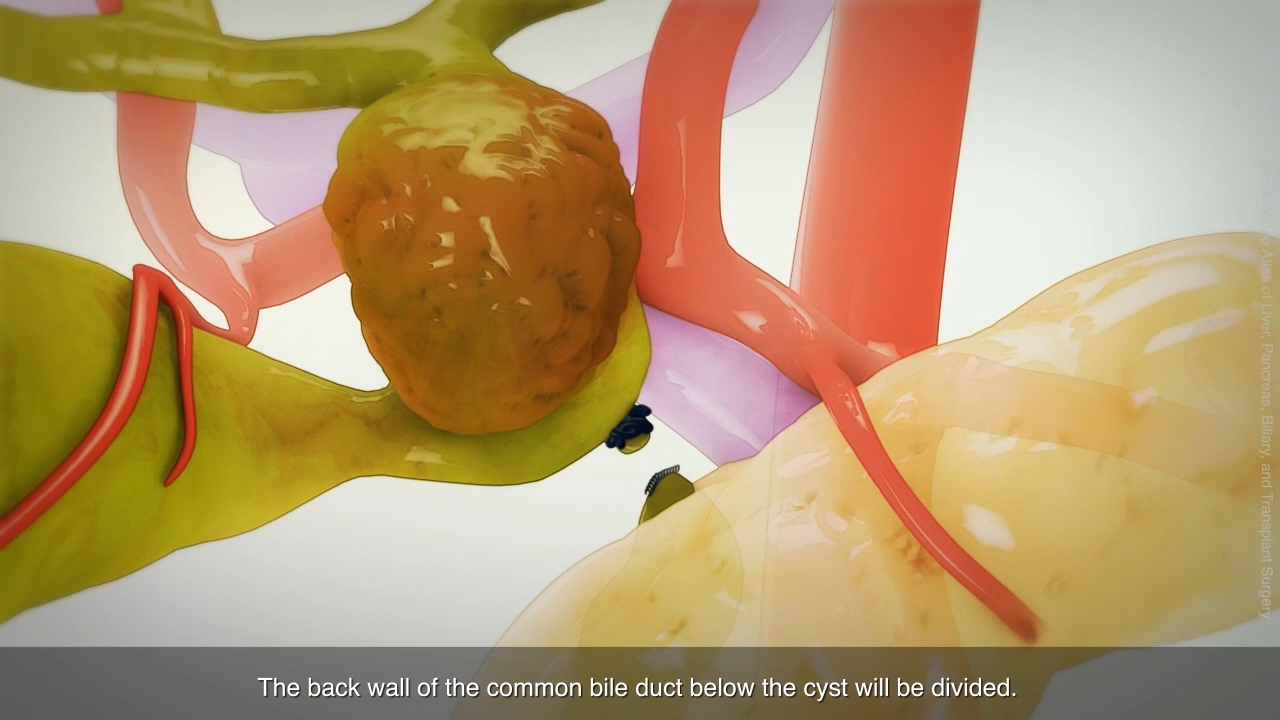 The back wall of the common bile duct below the cyst will be divided.
Atlas of Liver, Pancreas, Biliary, and Transplant Surgery